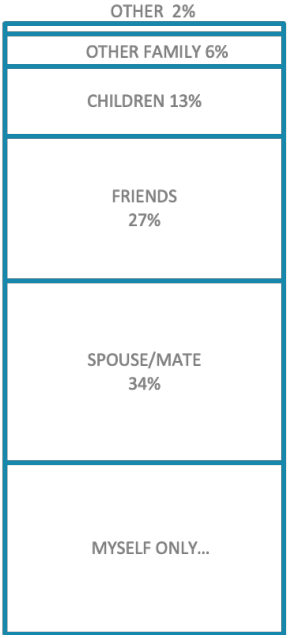 OTHER 2%
OTHER FAMILY 6%
CHILDREN 13%
FRIENDS
27%
SPOUSE/MATE
34%
MYSELF ONLY...